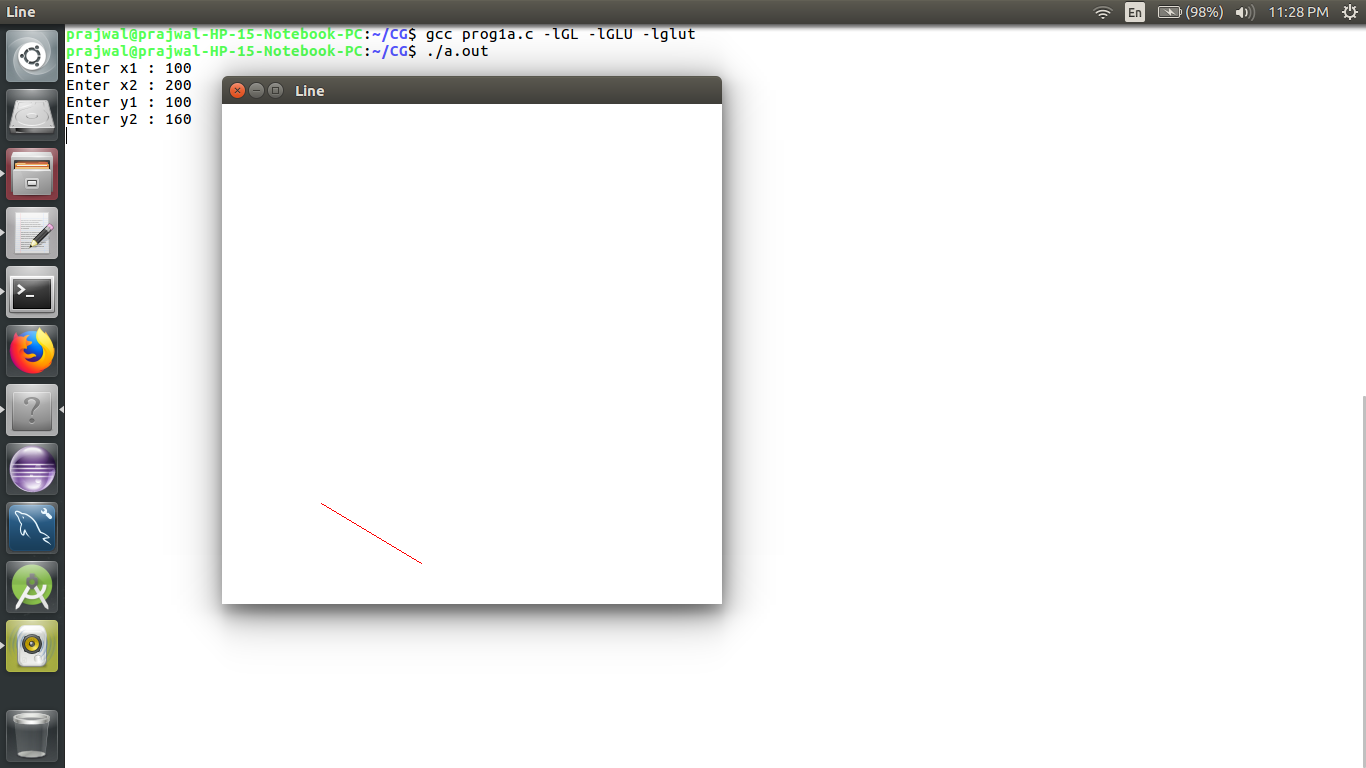 Line
En
(98%)
11:28 PM
prajwal@prajwal-HP-15-Notebook-PC:~/CG$ gcc prog1a.c -lGL -lGLU -lglut
prajwal@prajwal-HP-15-Notebook-PC:~/CG$ ./a.out
Enter x1 : 100
Enter x2 : 200
Enter y1 : 100
Enter y2 : 160
Line